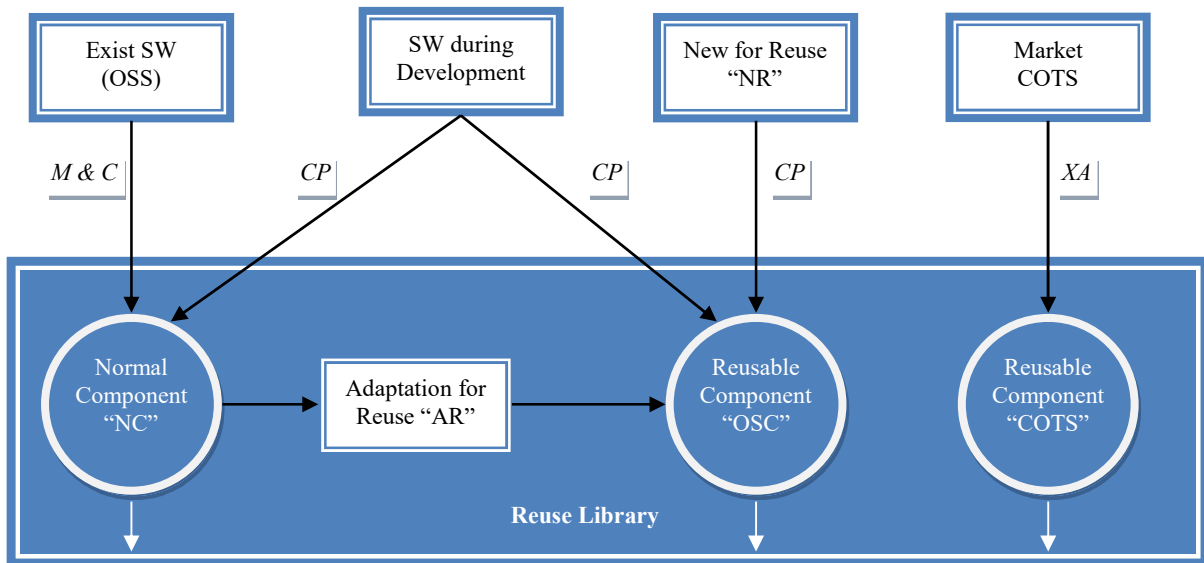 Exist SW
(OSS)
SW during
Development
New for Reuse
“NR”
Market
COTS
M & C
CP
CP
CP
XA
Normal
Component
“NC”
Adaptation for
Reuse “AR”
Reusable
Component
“OSC”
Reusable
Component
“COTS”
Reuse Library